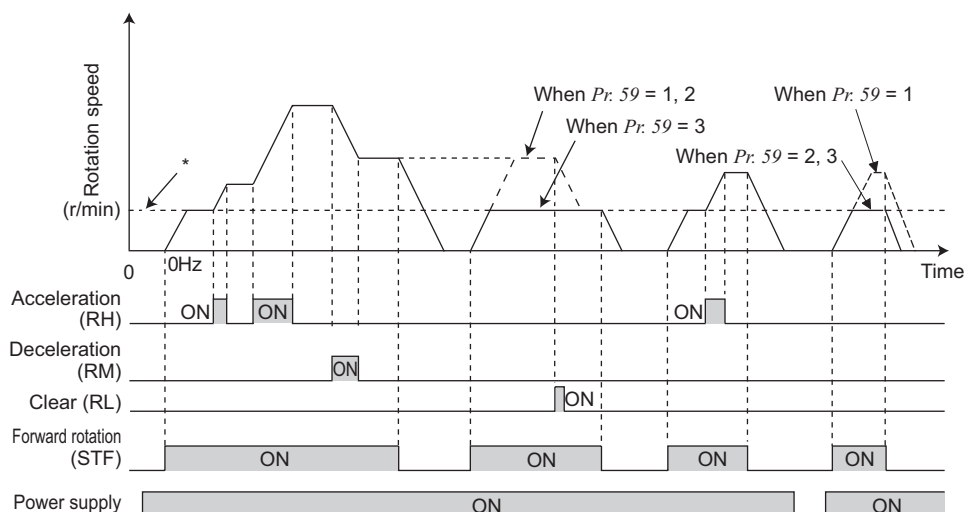 Rotation speed
(r/min)
*
When Pr. 59 = 1, 2
When Pr. 59 = 3
When Pr. 59 = 1
When Pr. 59 = 2, 3
0
0Hz
Time
Acceleration
(RH)
ON
ON
ON
Deceleration
(RM)
ON
Clear (RL)
ON
Forward rotation
(STF)
ON
ON
ON
ON
Power supply
ON
ON